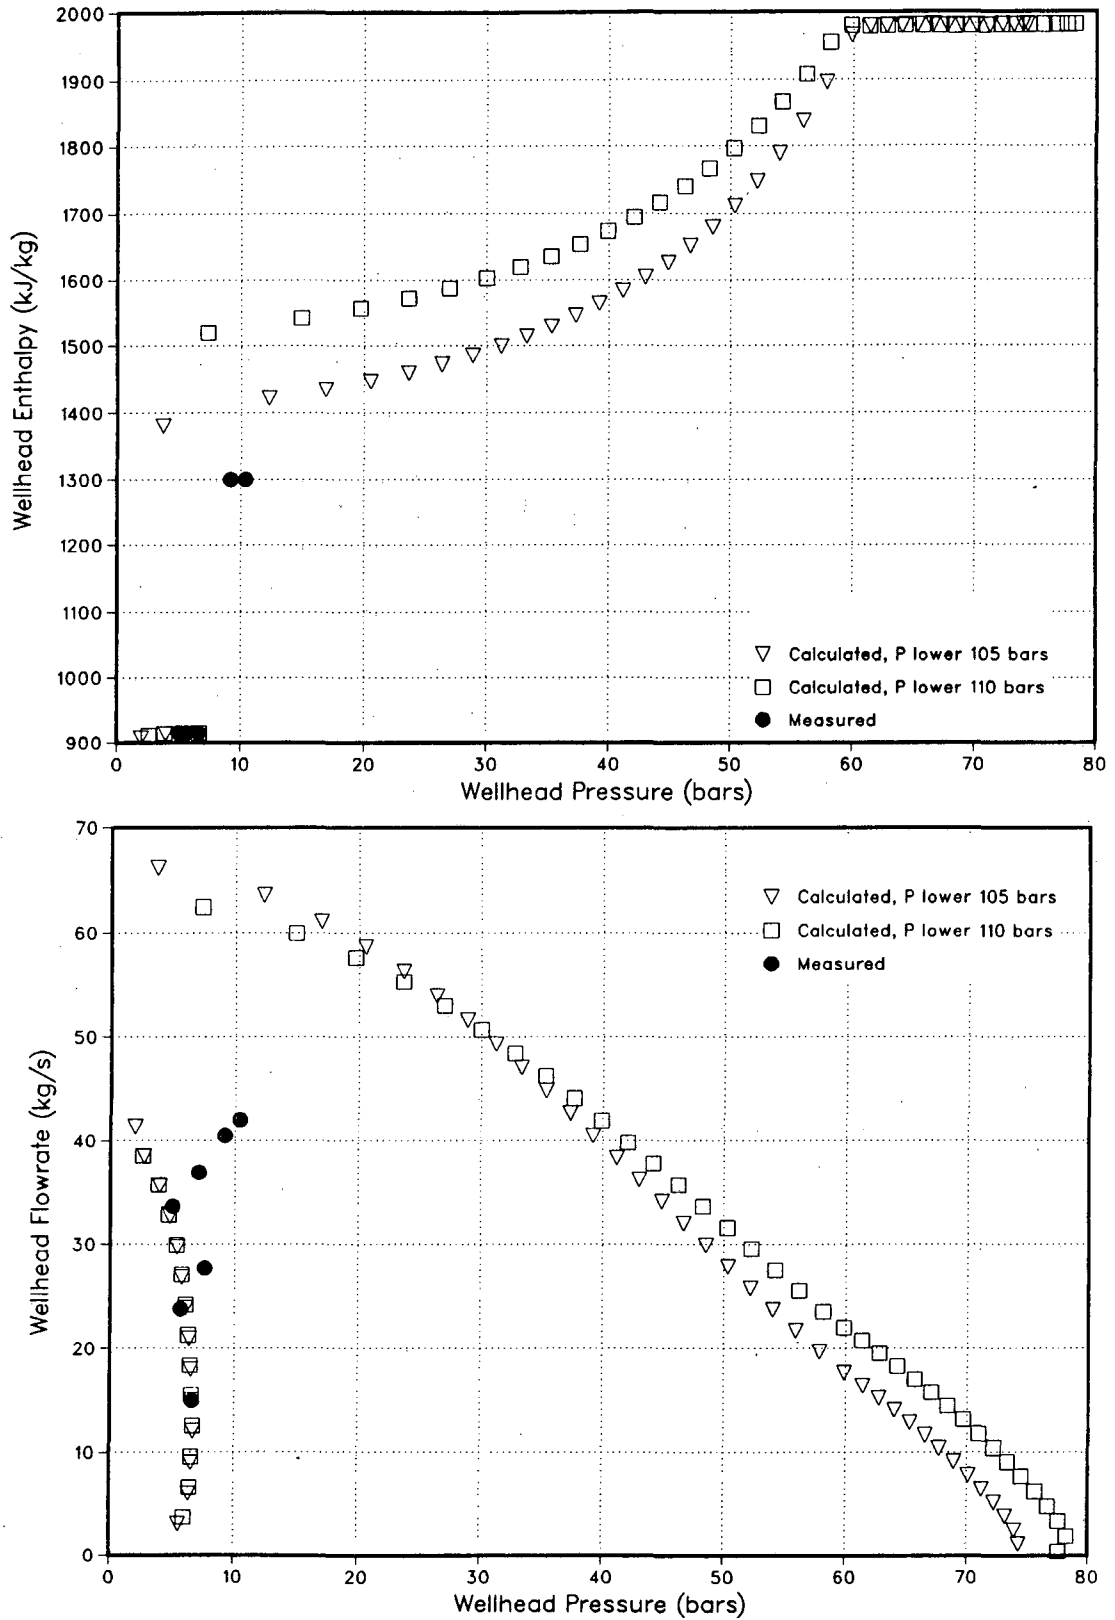 2000
1900
1800
1700
1600
1500
1400
1300
1200
1100
1000
900
Wellhead Enthalpy (kJ/kg)
Calculated, P lower 105 bars
Calculated, P lower 110 bars
Measured
0 10 20 30 40 50 60 70 80
Wellhead Pressure (bars)
70
60
50
40
30
20
10
0
Wellhead Flowrate (kg/s)
Calculated, P lower 105 bars
Calculated, P lower 110 bars
Measured
0 10 20 30 40 50 60 70 80
Wellhead Pressure (bars)